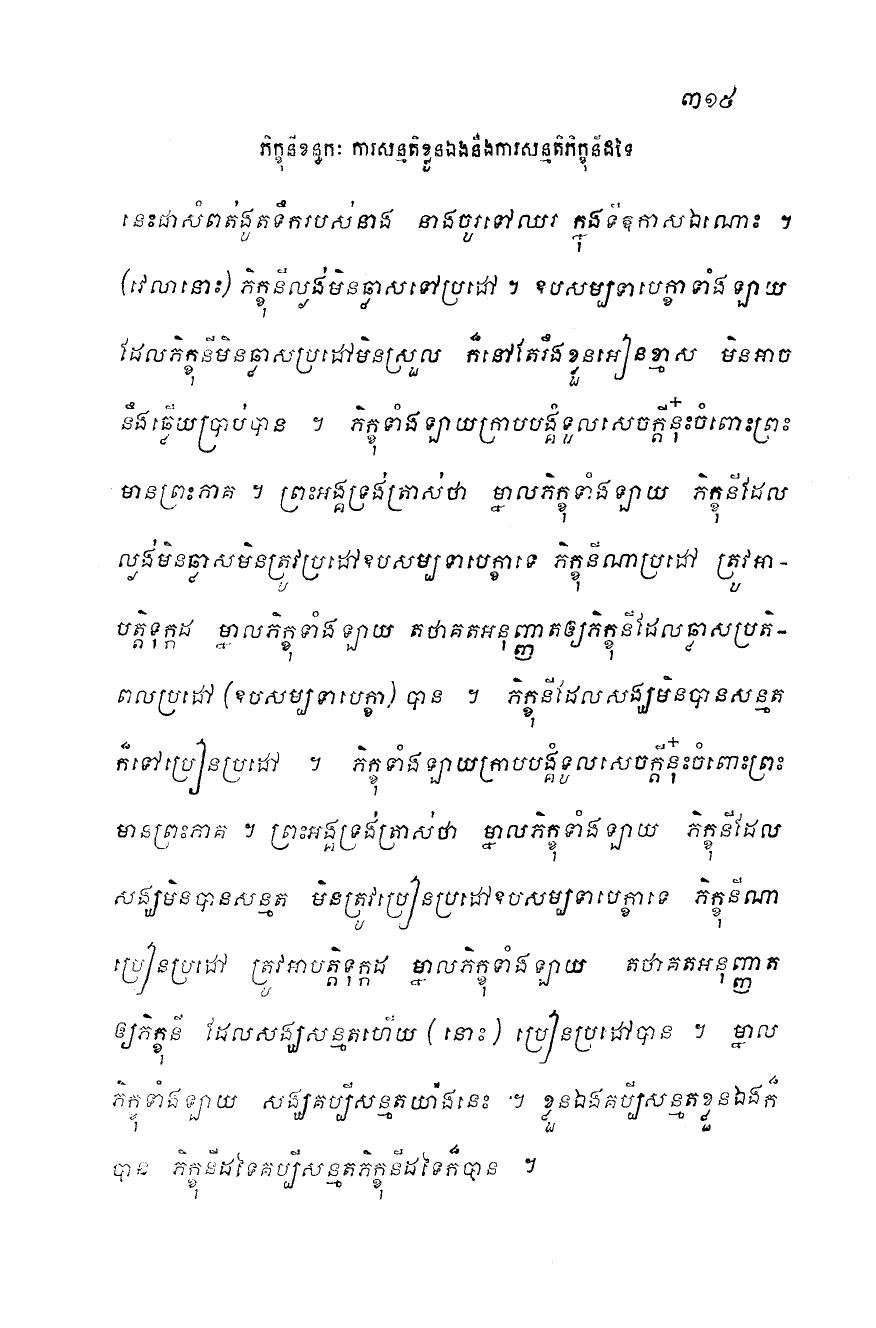 ៣១៥
ភិក្ខុនីខន្ធកៈ ការសន្មតិខ្លួនឯងនឹងការសន្មតិភិក្ខុនីដទៃ
នេះជាសំពត់ងូតទឹករបស់នាង នាងចូរទៅឈរ ក្នុងទីឱកាសឯណោះ ។
(វេលានោះ) ភិក្ខុនីល្ងង់មិនឆ្លាសទៅប្រដៅ ។ ឧបសម្បទាបេក្ខាទាំងឡាយ
ដែលភិក្ខុនីមិនឆ្លាសប្រដៅមិនស្រួល ក៏នៅតែរឹងខ្លួនអៀនខ្មាស មិនអាច
នឹងឆ្លើយប្រាប់បាន ។ ភិក្ខុទាំងឡាយក្រាបបង្គំទូលសេចក្តីនុ៎ះចំពោះព្រះ
មានព្រះភាគ ។ ព្រះអង្គទ្រង់ត្រាស់ថា ម្នាលភិក្ខុទាំងឡាយ ភិក្ខុនីដែល
ល្ងង់មិនឆ្លាសមិនត្រូវប្រដៅឧបសម្បទាបេក្ខាទេ ភិក្ខុនីណាប្រដៅ ត្រូវអា-
បត្តិទុក្កដ ម្នាលភិក្ខុទាំងឡាយ តថាគតអនុញ្ញាតឲ្យភិក្ខុនីដែលឆ្លាសប្រតិ-
ពលប្រដៅ (ឧបសម្បទាបេក្ខា) បាន ។ ភិក្ខុនីដែលសង្ឃមិនបានសន្មត
ក៏ទៅប្រៀនប្រដៅ ។ ភិក្ខុទាំងឡាយក្រាបបង្គំទូលសេចក្តីនុ៎ះចំពោះព្រះ
មានព្រះភាគ ។ ព្រះអង្គទ្រង់ត្រាស់ថា ម្នាលភិក្ខុទាំងឡាយ ភិក្ខុនីដែល
សង្ឃមិនបានសន្មត មិនត្រូវប្រៀនប្រដៅឧបសម្បទាបេក្ខាទេ ភិក្ខុនីណា
ប្រៀនប្រដៅ ត្រូវអាបត្តិទុក្កដ ម្នាលភិក្ខុទាំងឡាយ តថាគតអនុញ្ញាត
ឲ្យភិក្ខុនី ដែលសង្ឃសន្មតហើយ (នោះ) ប្រៀនប្រដៅបាន ។ ម្នាល
ភិក្ខុទាំងឡាយ សង្ឃគប្បីសន្មតយ៉ាងនេះ ។ ខ្លួនឯងគប្បីសន្មតខ្លួនឯងក៏
បាន ភិក្ខុនីដទៃគប្បីសន្មតភិក្ខុនីដទៃក៏បាន ។